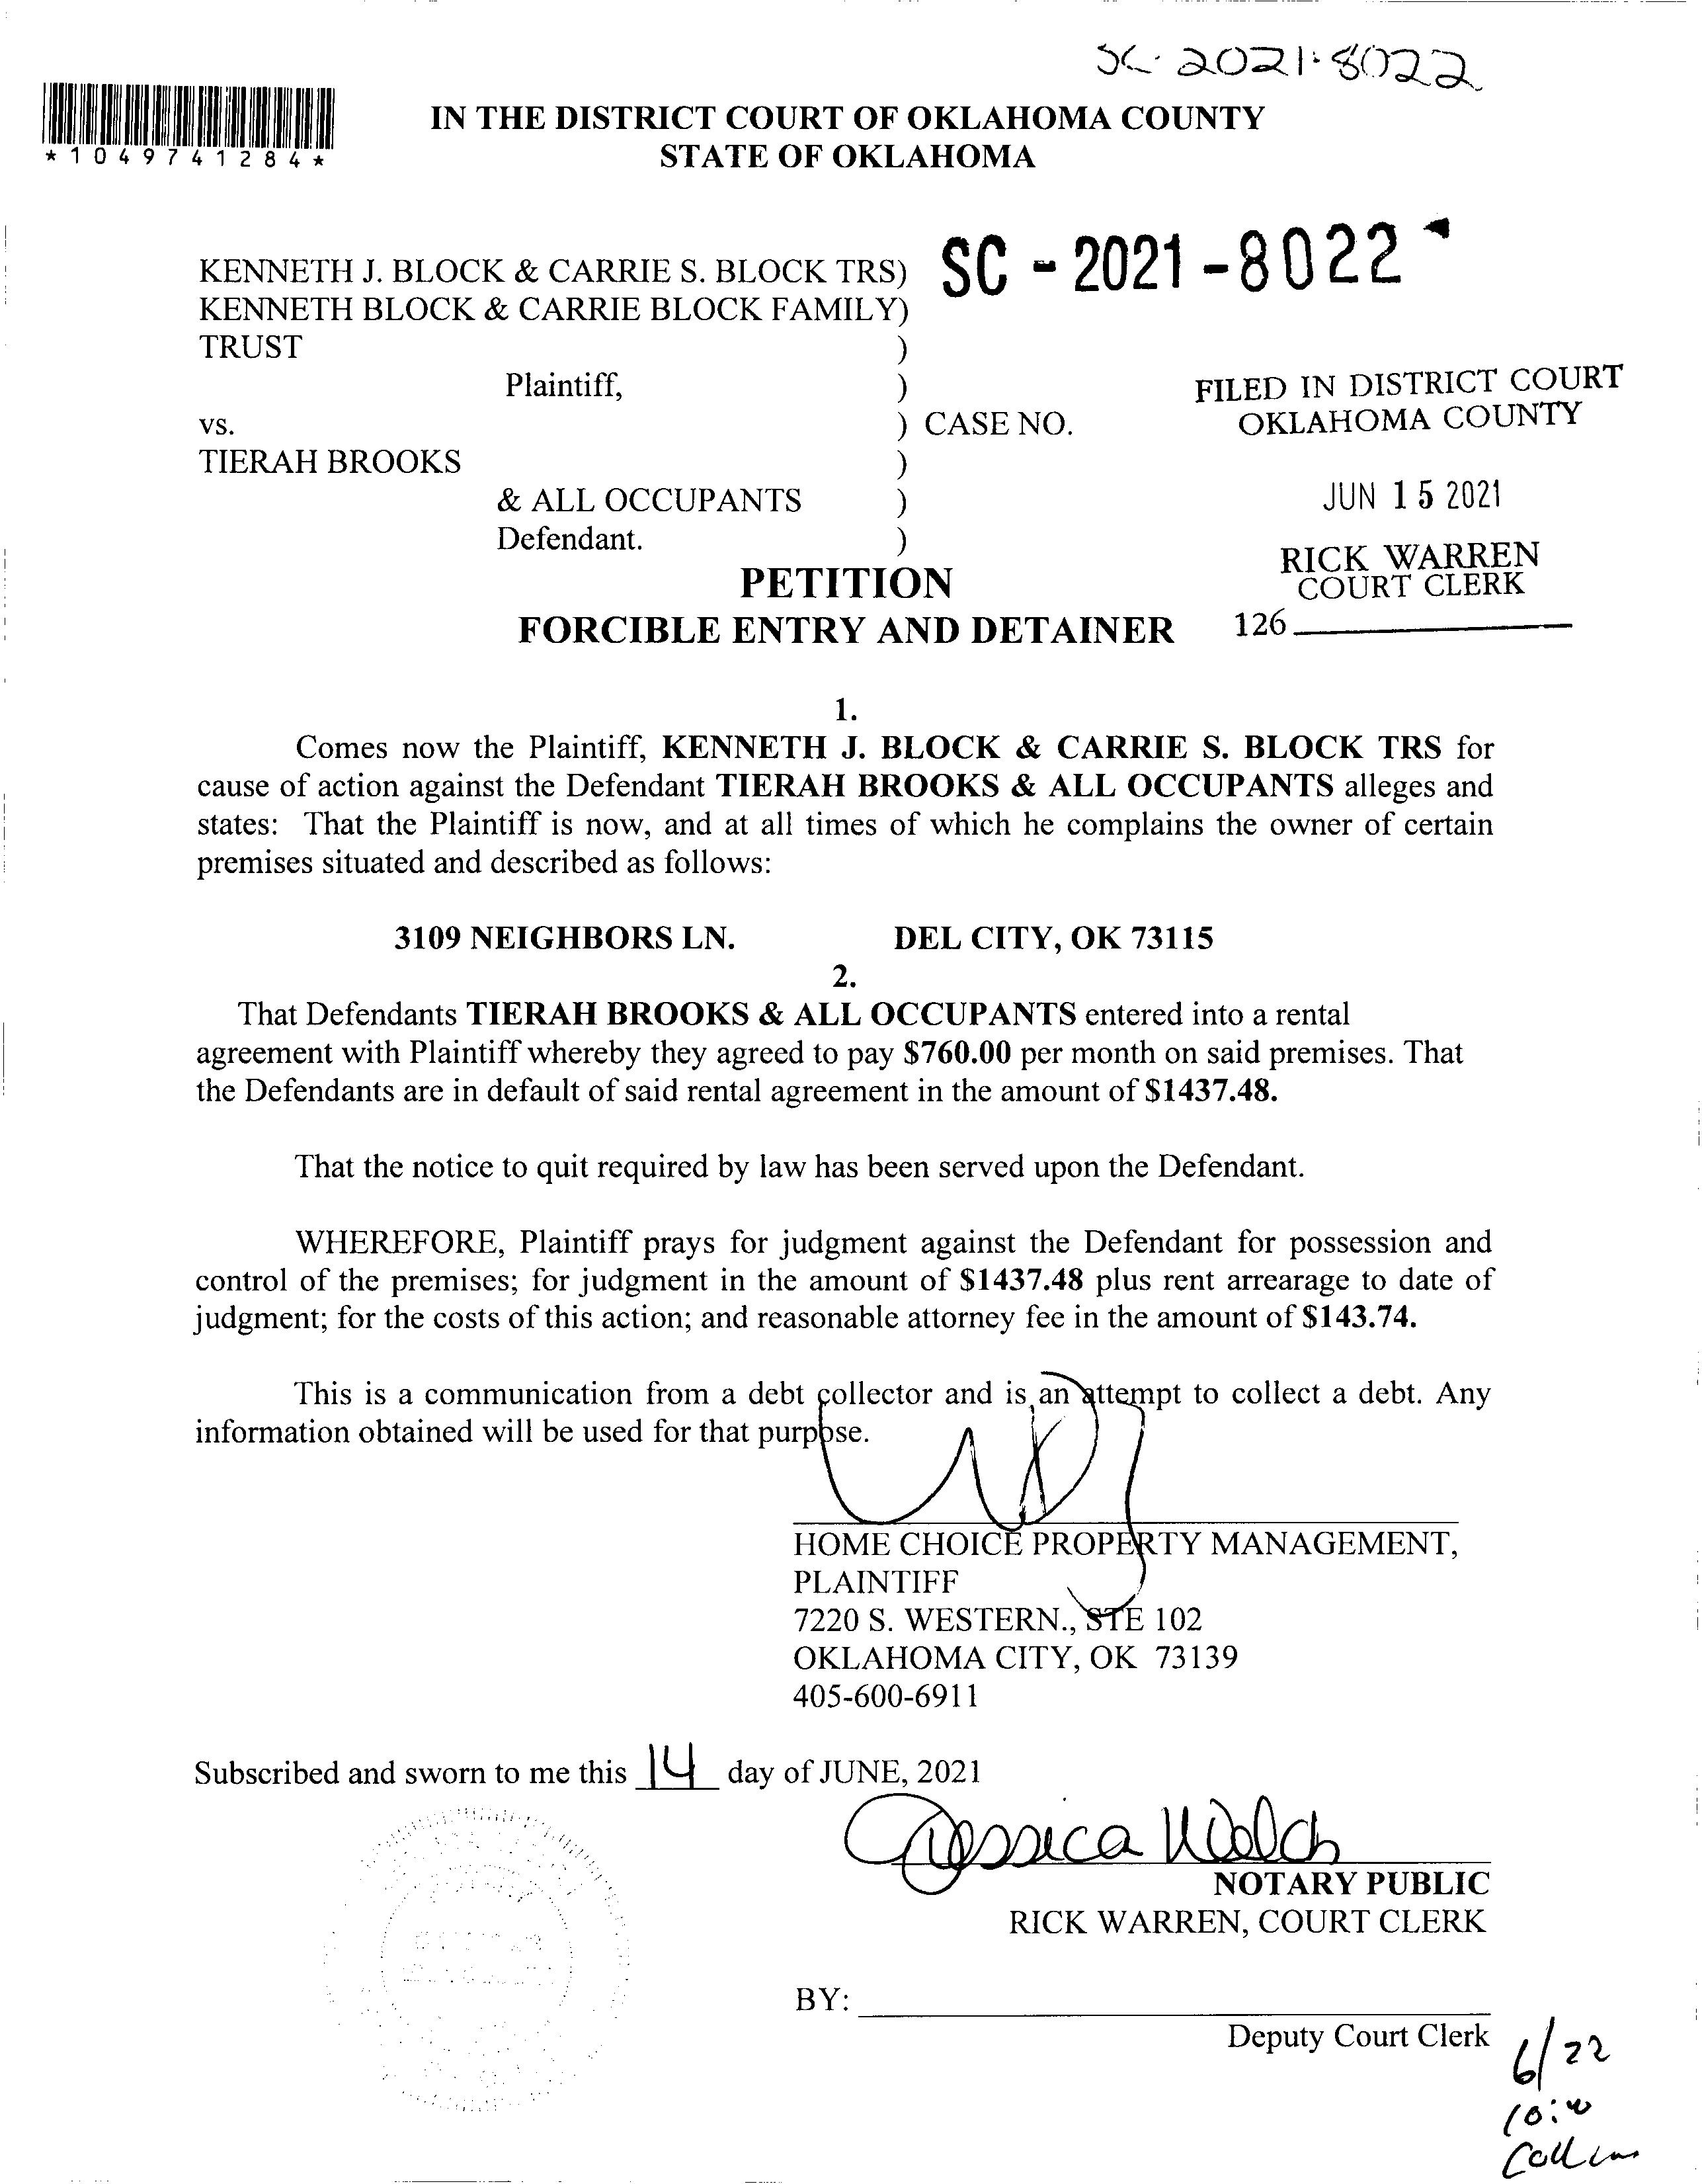 SC-2021-8022
*1049741284*
IN THE DISTRICT COURT OF OKLAHOMA COUNTY
STATE OF OKLAHOMA
KENNETH J. BLOCK & CARRIE S. BLOCK TRS) SC - 2021 - 8022
KENNETH BLOCK & CARRIE BLOCK FAMILY)
TRUST )
Plaintiff, ) FILED IN DISTRICT COURT
vs. ) CASE NO. OKLAHOMA COUNTY
TIERAH BROOKS )
& ALL OCCUPANTS ) JUN 15 2021
Defendant. )
RICK WARREN
PETITION COURT CLERK
FORCIBLE ENTRY AND DETAINER 126
1.
Comes now the Plaintiff, KENNETH J. BLOCK & CARRIE S. BLOCK TRS for
cause of action against the Defendant TIERAH BROOKS & ALL OCCUPANTS alleges and
states: That the Plaintiff is now, and at all times of which he complains the owner of certain
premises situated and described as follows:
3109 NEIGHBORS LN. DEL CITY, OK 73115
2.
That Defendants TIERAH BROOKS & ALL OCCUPANTS entered into a rental
agreement with Plaintiff whereby they agreed to pay $760.00 per month on said premises. That
the Defendants are in default of said rental agreement in the amount of $1437.48.
That the notice to quit required by law has been served upon the Defendant.
WHEREFORE, Plaintiff prays for judgment against the Defendant for possession and
control of the premises; for judgment in the amount of $1437.48 plus rent arrearage to date of
judgment; for the costs of this action; and reasonable attorney fee in the amount of $143.74.
This is a communication from a debt collector and is an attempt to collect a debt. Any
information obtained will be used for that purpose.
HOME CHOICE PROPERTY MANAGEMENT,
PLAINTIFF
7220 S. WESTERN., STE 102
OKLAHOMA CITY, OK 73139
405-600-6911
Subscribed and sworn to me this 14 day of JUNE, 2021
Jessica Welch
NOTARY PUBLIC
RICK WARREN, COURT CLERK
BY:
Deputy Court Clerk
6/22